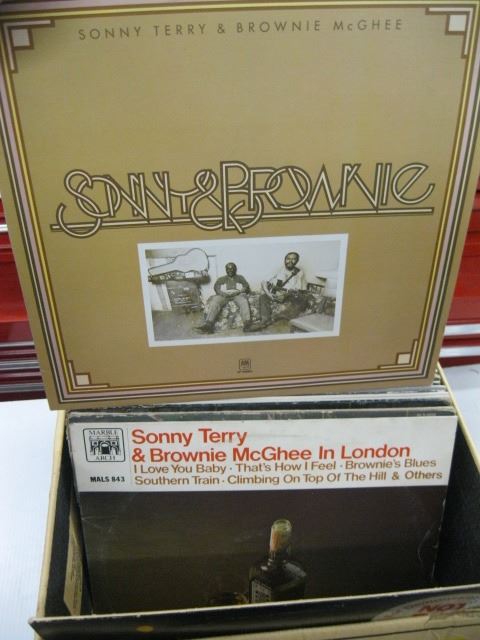 SONNY TERRY & BROWNIE McGHEE
SONNY & BROWNIE
A&M
MARBLE
ARCH
MALS 843
Sonny Terry
& Brownie McGhee In London
I Love You Baby · That's How I Feel · Brownie's Blues
Southern Train · Climbing On Top Of The Hill & Others
NO1